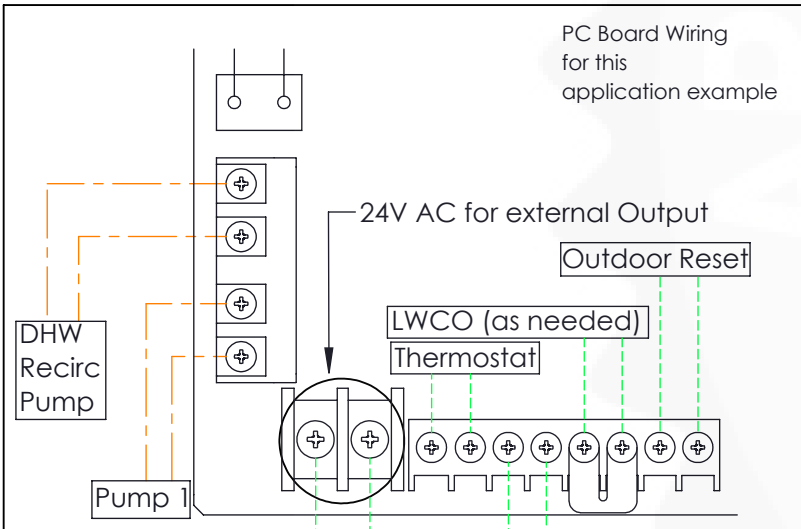 PC Board Wiring
for this
application example
24V AC for external Output
Outdoor Reset
LWCO (as needed)
Thermostat
DHW
Recirc
Pump
Pump 1